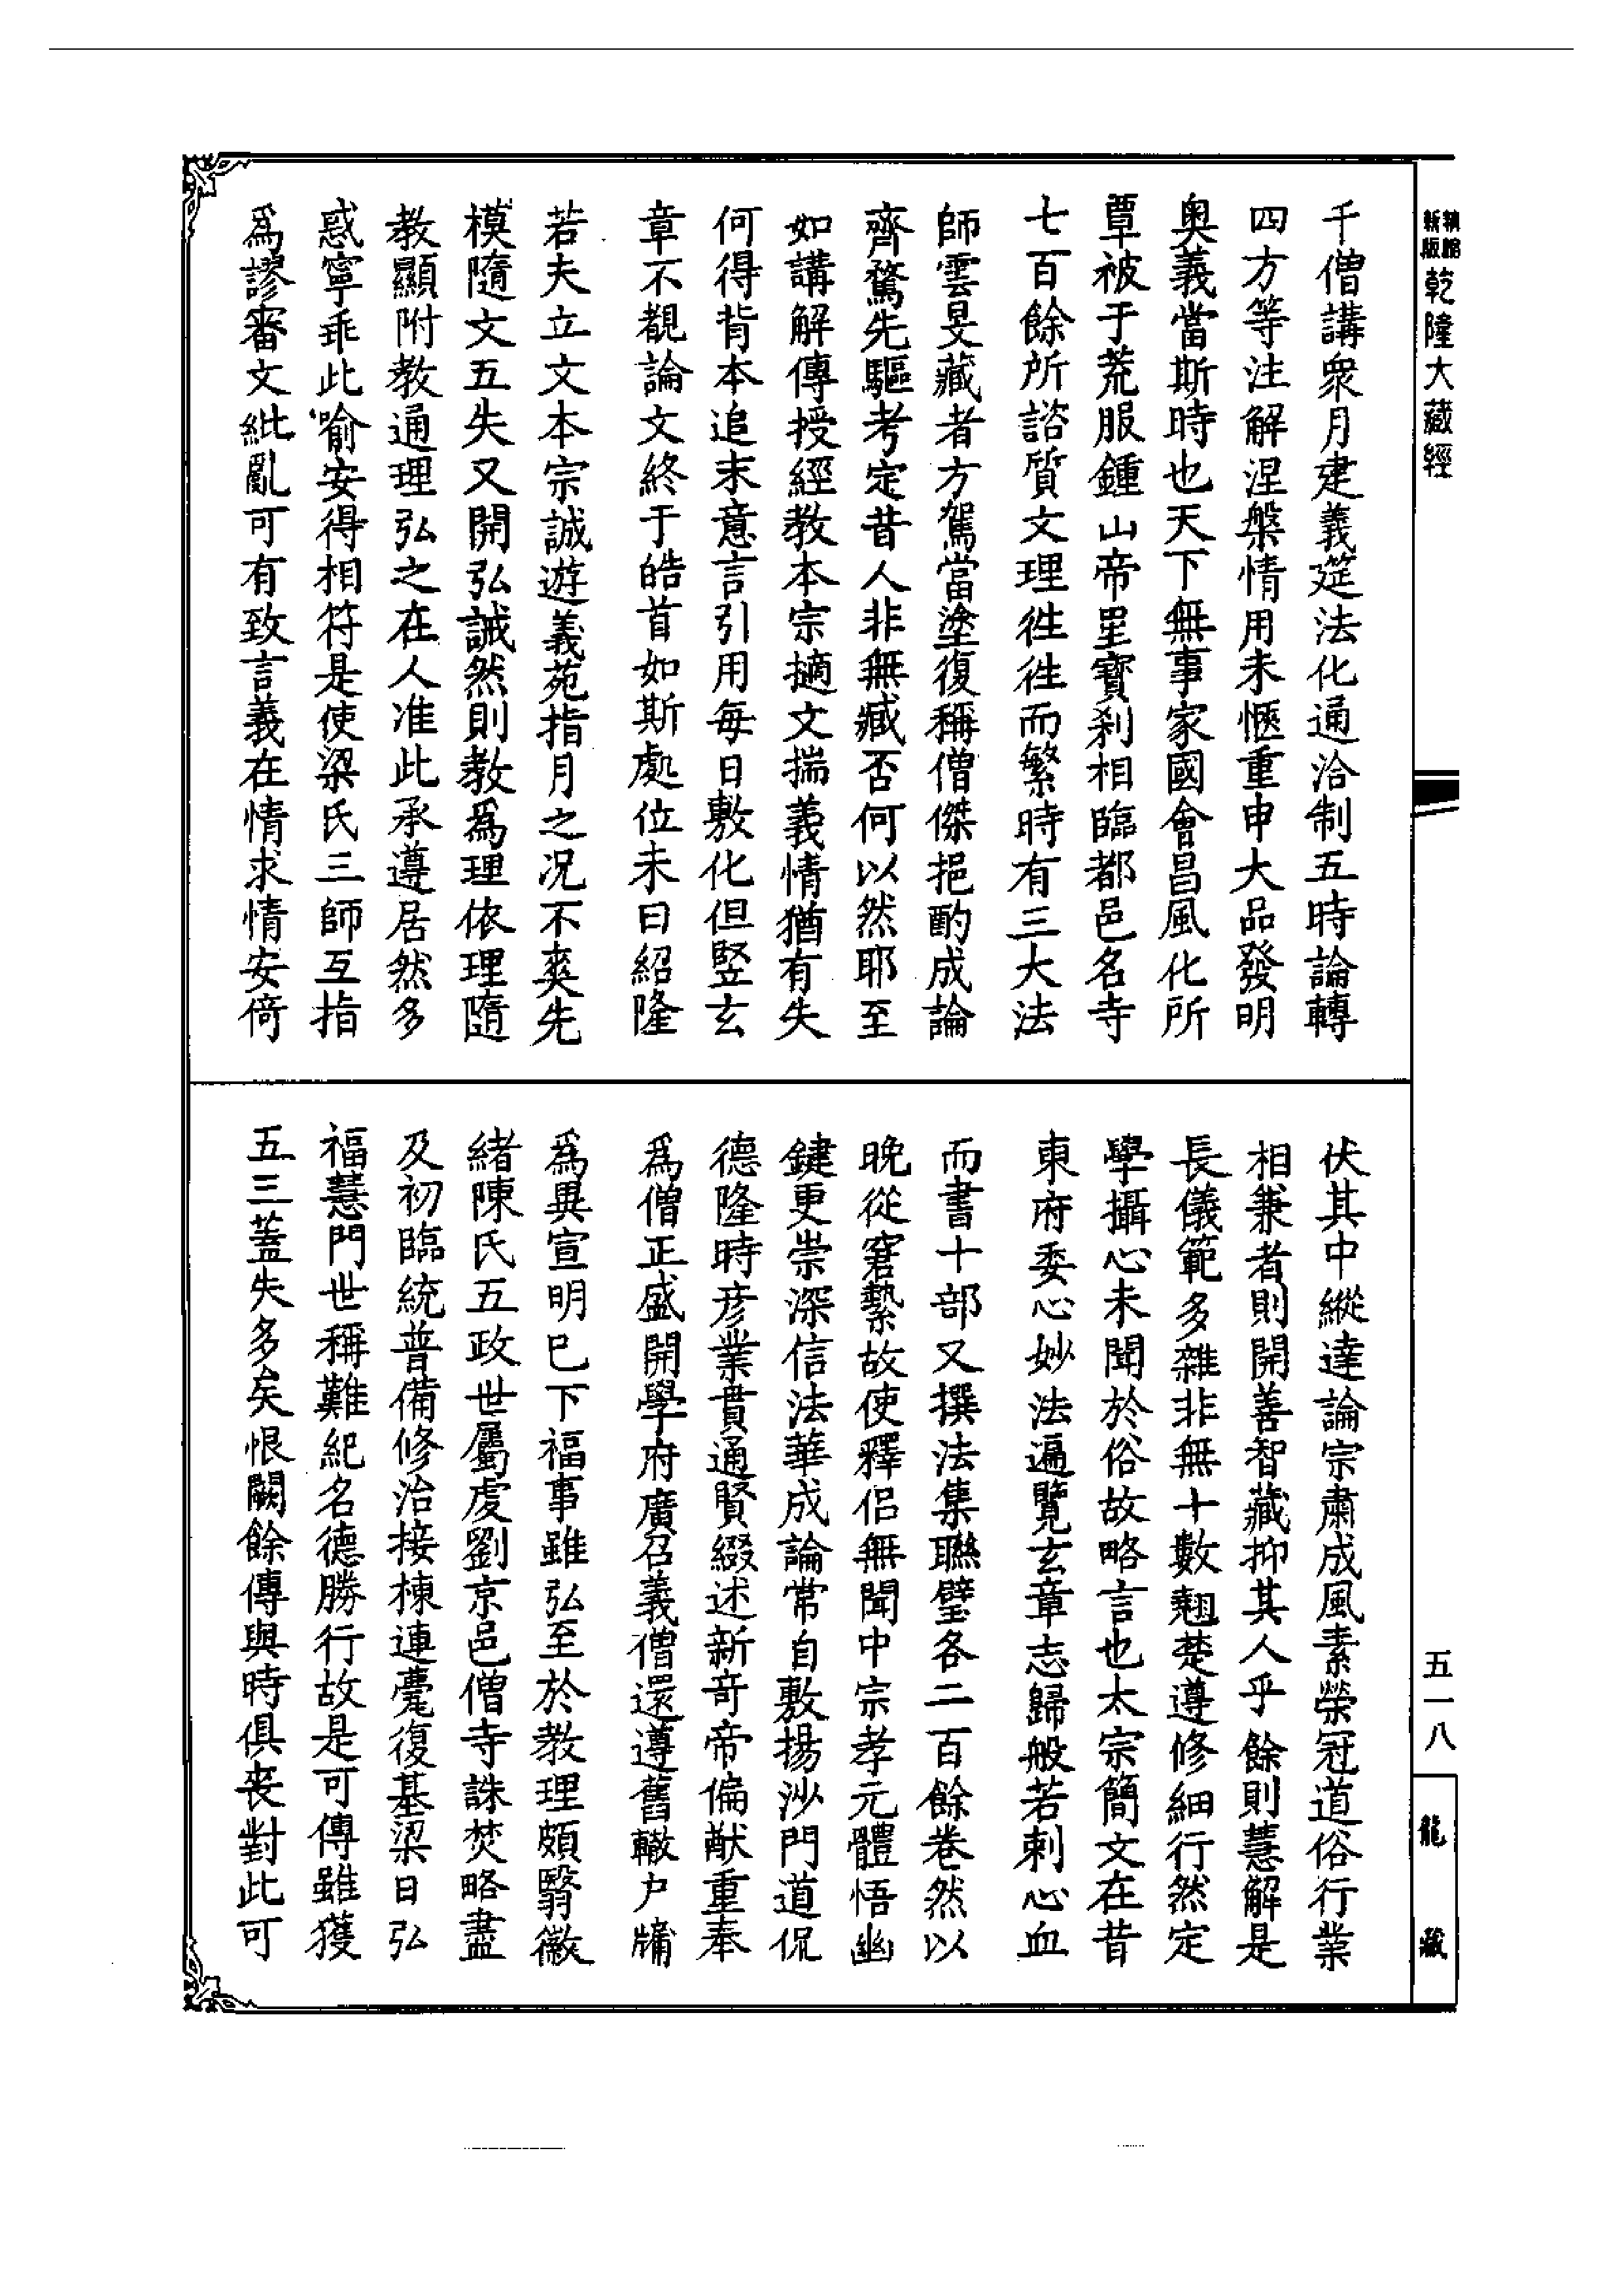 新版
乾隆大藏經
千僧講衆月建義筵法化通洽制五時論轉
四方等注解涅槃情用未愜重申大品發明
奥義當斯時也天下無事家國會昌風化所
覃被于荒服鍾山帝里寶刹相臨都邑名寺
七百餘所諮質文理徃徃而繁時有三大法
師雲旻藏者方駕當塗復稱僧傑挹酌成論
齊騖先驅考定昔人非無臧否何以然耶至
如講解傳授經教本宗擿文揣義情猶有失
何得背本追末意言引用每日敷化但竪玄
章不覩論文終于皓首如斯處位未曰紹隆
若夫立文本宗誠遊義苑指月之况不爽先
模隨文五失又開弘誡然則教爲理依理隨
教顯附教通理弘之在人准此承遵居然多
惑寧乖此喻安得相符是使梁氏三師互指
爲謬審文紕亂可有致言義在情求情安倚
伏其中縱達論宗肅成風素榮冠道俗行業
相兼者則開善智藏抑其人乎餘則慧解是
長儀範多雜非無十數翹楚遵修細行然定
學攝心未聞於俗故略言也太宗簡文在昔
東府委心妙法遍覽玄章志歸般若刺心血
而書十部又撰法集聯璧各二百餘卷然以
晚從窘縶故使釋侣無聞中宗孝元體悟幽
鍵更崇深信法華成論常自敷揚沙門道侃
德隆時彦業貫通賢綴述新竒帝偏猷重奉
爲僧正盛開學府廣召義僧還遵舊轍户牖
爲異宣明已下福事雖弘至於教理頗翳徽
緒陳氏五政世屬虔劉京邑僧寺誅焚略盡
及初臨統普備修治接棟連甍復基梁日弘
福慧門世稱難紀名德勝行故是可傳雖獲
五三蓋失多矣恨闕餘傳與時俱喪對此可
五一八
龍藏